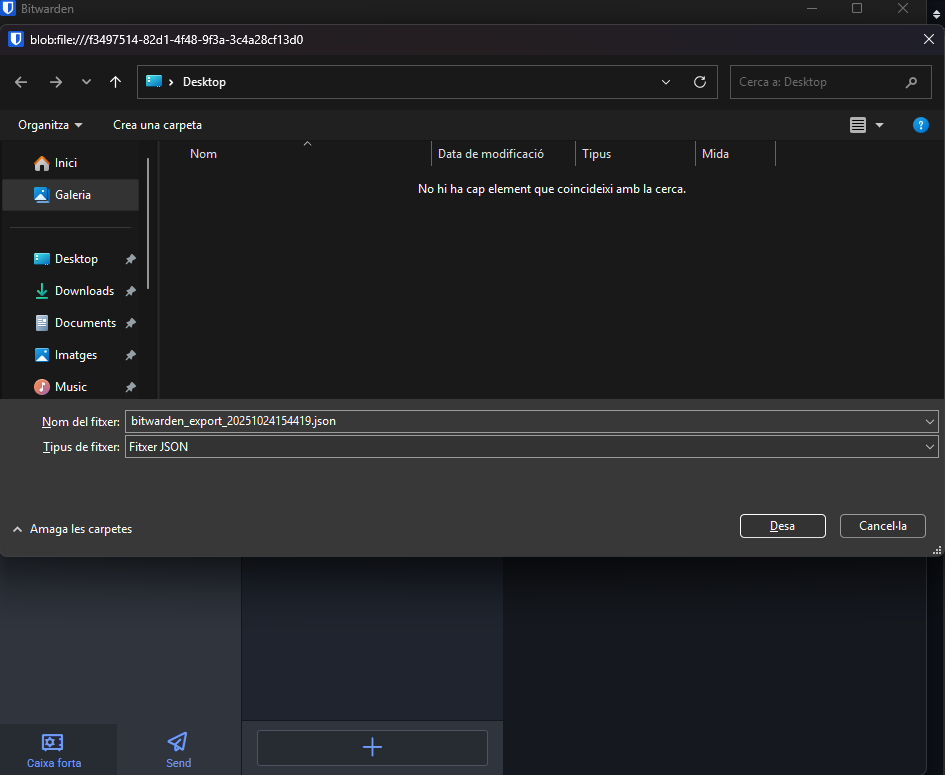 Bitwarden
blob:file:///f3497514-82d1-4f48-9f3a-3c4a28cf13d0
Desktop
Cerca a: Desktop
Organitza
Crea una carpeta
?
Inici
Galeria
Desktop
Downloads
Documents
Imatges
Music
Nom
Data de modificació
Tipus
Mida
No hi ha cap element que coincideixi amb la cerca.
Nom del fitxer: bitwarden_export_20251024154419.json
Tipus de fitxer: Fitxer JSON
Amaga les carpetes
Desa
Cancel·la
Caixa forta
Send